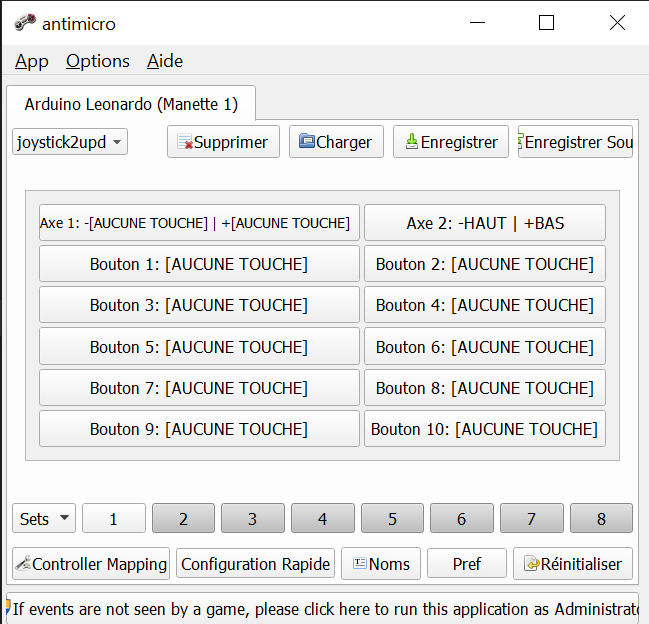 antimicro
App Options Aide
Arduino Leonardo (Manette 1)
joystick2upd Supprimer Charger Enregistrer Enregistrer Sou
Axe 1: -[AUCUNE TOUCHE] | +[AUCUNE TOUCHE] Axe 2: -HAUT | +BAS
Bouton 1: [AUCUNE TOUCHE] Bouton 2: [AUCUNE TOUCHE]
Bouton 3: [AUCUNE TOUCHE] Bouton 4: [AUCUNE TOUCHE]
Bouton 5: [AUCUNE TOUCHE] Bouton 6: [AUCUNE TOUCHE]
Bouton 7: [AUCUNE TOUCHE] Bouton 8: [AUCUNE TOUCHE]
Bouton 9: [AUCUNE TOUCHE] Bouton 10: [AUCUNE TOUCHE]
Sets 1 2 3 4 5 6 7 8
Controller Mapping Configuration Rapide Noms Pref Réinitialiser
If events are not seen by a game, please click here to run this application as Administrato